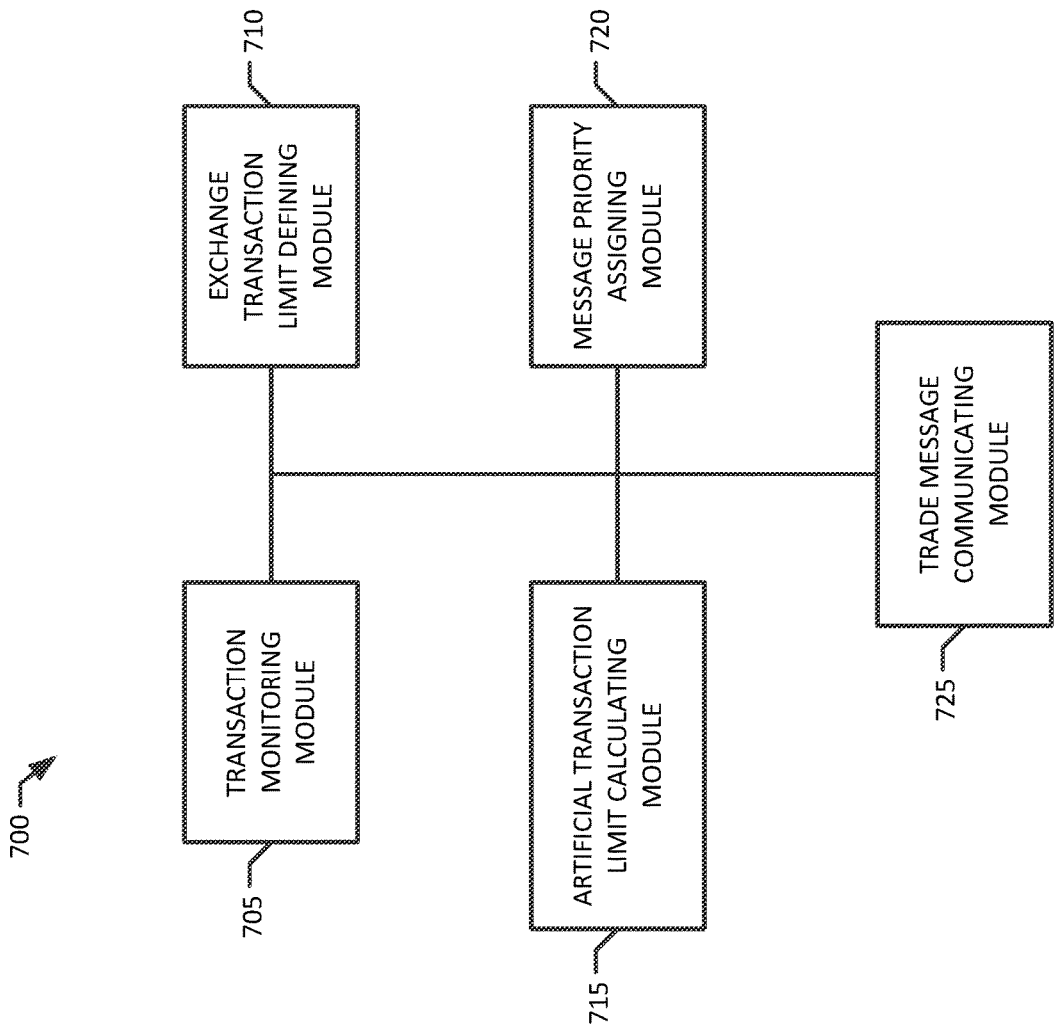 700
705
TRANSACTION
MONITORING
MODULE
710
EXCHANGE
TRANSACTION
LIMIT DEFINING
MODULE
715
ARTIFICIAL TRANSACTION
LIMIT CALCULATING
MODULE
720
MESSAGE PRIORITY
ASSIGNING
MODULE
725
TRADE MESSAGE
COMMUNICATING
MODULE